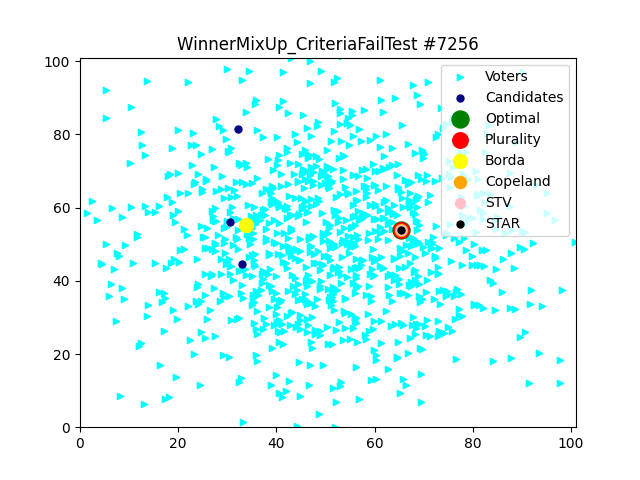 WinnerMixUp_CriteriaFailTest #7256
100
80
60
40
20
0
0
20
40
60
80
100
Voters
Candidates
Optimal
Plurality
Borda
Copeland
STV
STAR